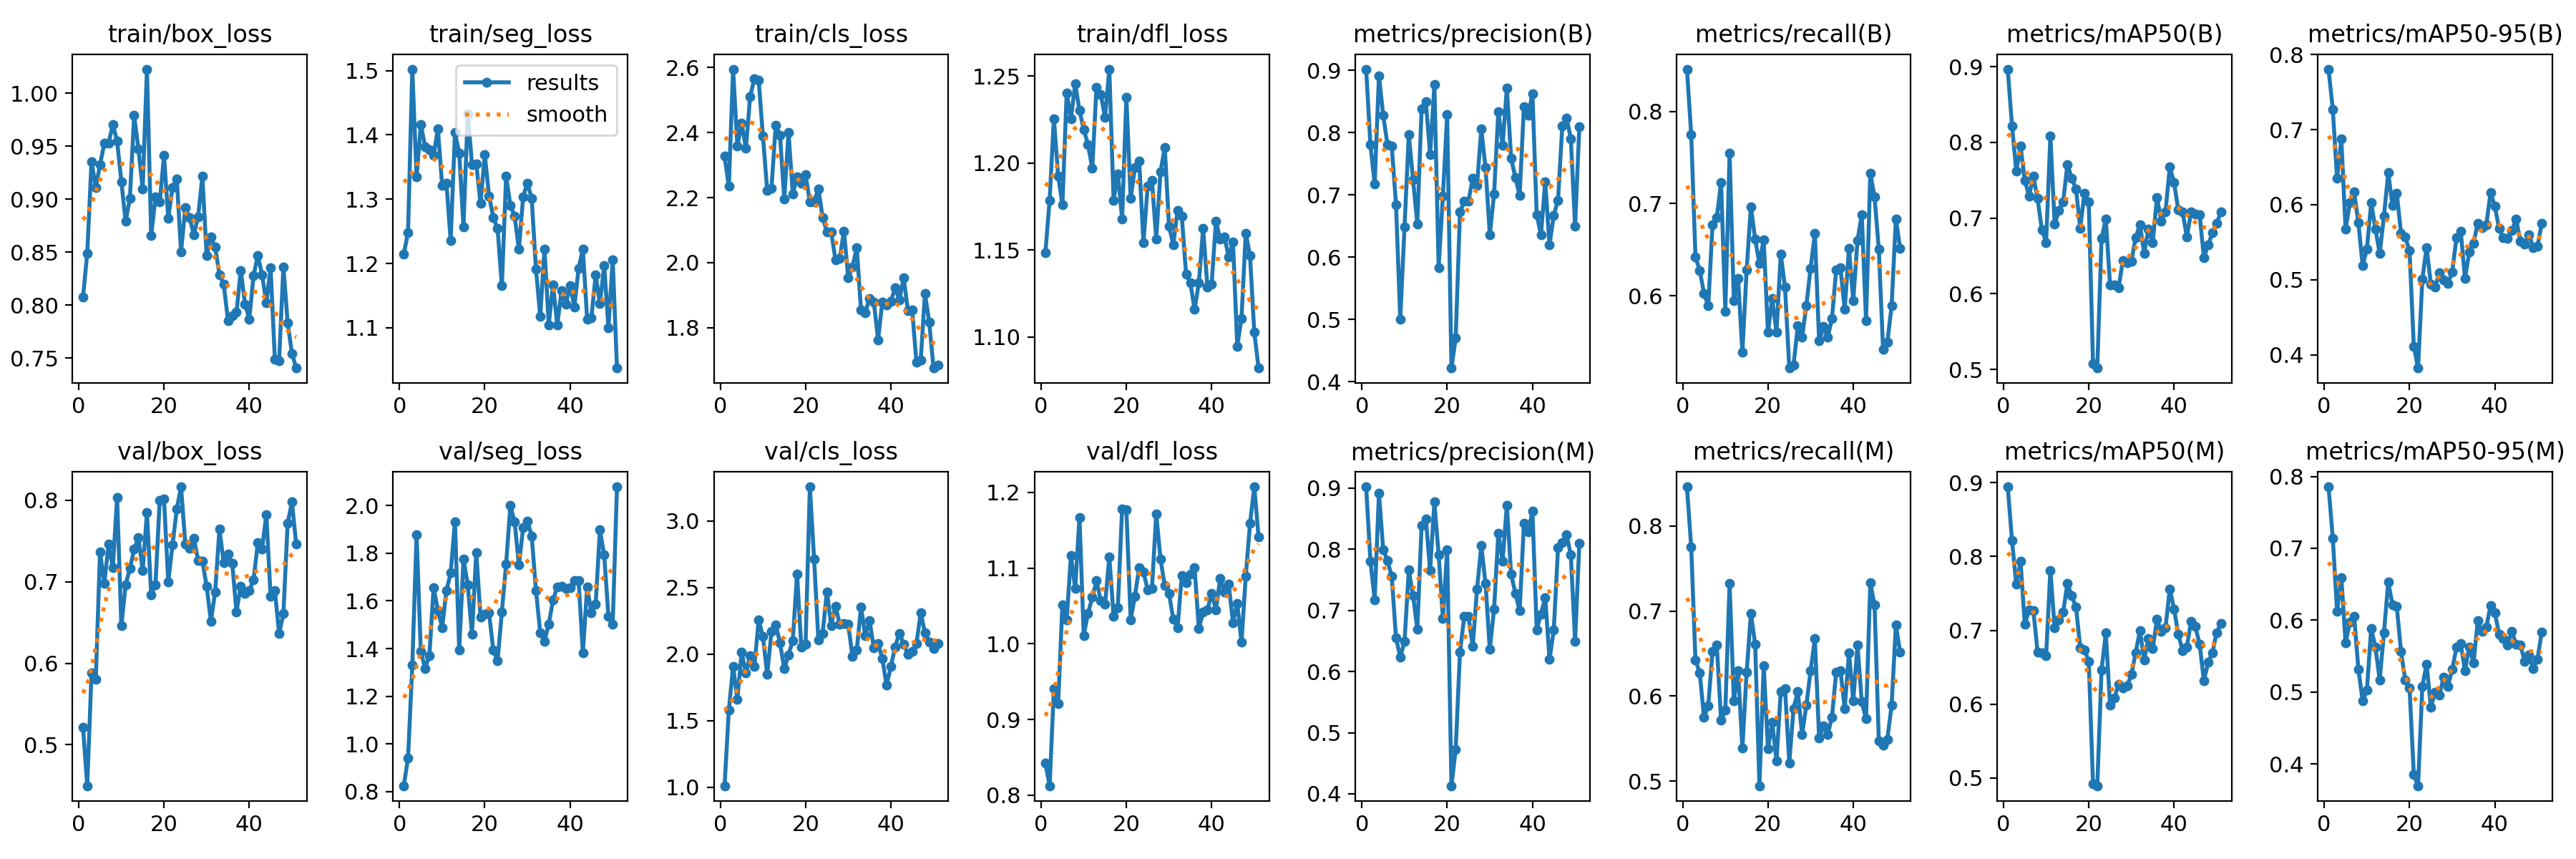 train/box_loss
1.00
0.95
0.90
0.85
0.80
0.75
0 20 40
train/seg_loss
results
smooth
1.5
1.4
1.3
1.2
1.1
0 20 40
train/cls_loss
2.6
2.4
2.2
2.0
1.8
0 20 40
train/dfl_loss
1.25
1.20
1.15
1.10
0 20 40
metrics/precision(B)
0.9
0.8
0.7
0.6
0.5
0.4
0 20 40
metrics/recall(B)
0.8
0.7
0.6
0 20 40
metrics/mAP50(B)
0.9
0.8
0.7
0.6
0.5
0 20 40
metrics/mAP50-95(B)
0.8
0.7
0.6
0.5
0.4
0 20 40
val/box_loss
0.8
0.7
0.6
0.5
0 20 40
val/seg_loss
2.0
1.8
1.6
1.4
1.2
1.0
0.8
0 20 40
val/cls_loss
3.0
2.5
2.0
1.5
1.0
0 20 40
val/dfl_loss
1.2
1.1
1.0
0.9
0.8
0 20 40
metrics/precision(M)
0.9
0.8
0.7
0.6
0.5
0.4
0 20 40
metrics/recall(M)
0.8
0.7
0.6
0.5
0 20 40
metrics/mAP50(M)
0.9
0.8
0.7
0.6
0.5
0 20 40
metrics/mAP50-95(M)
0.8
0.7
0.6
0.5
0.4
0 20 40